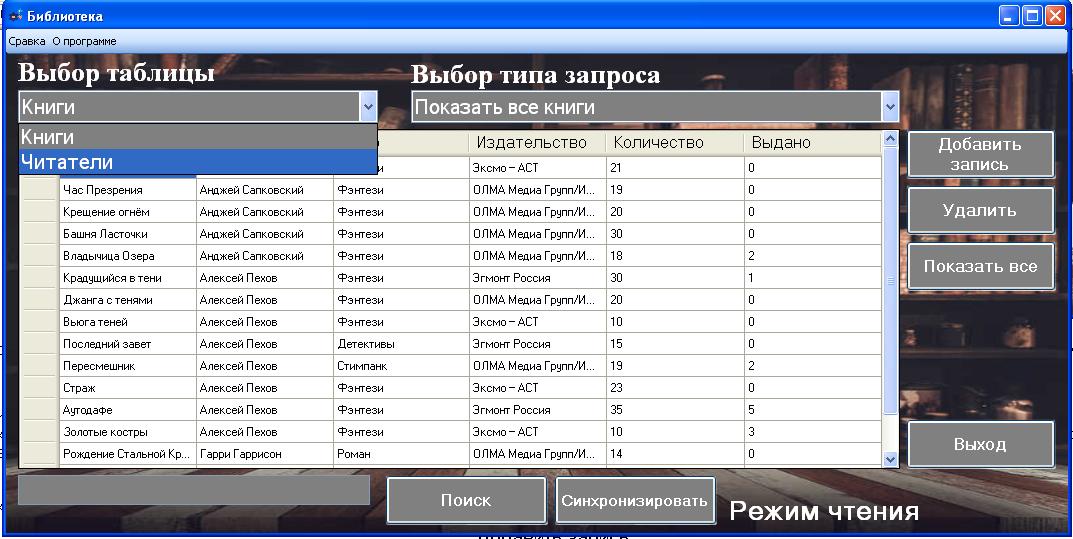 Библиотека
Сравка О программе
Выбор таблицы Выбор типа запроса
Книги Показать все книги
Книги
Читатели
Издательство Количество Выдано
Эксмо – АСТ 21 0
Час Презрения Анджей Сапковский Фэнтези ОЛМА Медиа Групп/И... 19 0
Крещение огнём Анджей Сапковский Фэнтези ОЛМА Медиа Групп/И... 20 0
Башня Ласточки Анджей Сапковский Фэнтези ОЛМА Медиа Групп/И... 30 0
Владычица Озера Анджей Сапковский Фэнтези ОЛМА Медиа Групп/И... 18 2
Крадущийся в тени Алексей Пехов Фэнтези Эгмонт Россия 30 1
Джанга с тенями Алексей Пехов Фэнтези ОЛМА Медиа Групп/И... 20 0
Вьюга теней Алексей Пехов Фэнтези Эксмо – АСТ 10 0
Последний завет Алексей Пехов Детективы Эгмонт Россия 15 0
Пересмешник Алексей Пехов Стимпанк ОЛМА Медиа Групп/И... 19 2
Страж Алексей Пехов Фэнтези Эксмо – АСТ 23 0
Аутодафе Алексей Пехов Фэнтези Эгмонт Россия 35 5
Золотые костры Алексей Пехов Фэнтези Эксмо – АСТ 10 3
Рождение Стальной Кр... Гарри Гаррисон Роман ОЛМА Медиа Групп/И... 14 0
Добавить
запись
Удалить
Показать все
Выход
Поиск Синхронизировать Режим чтения